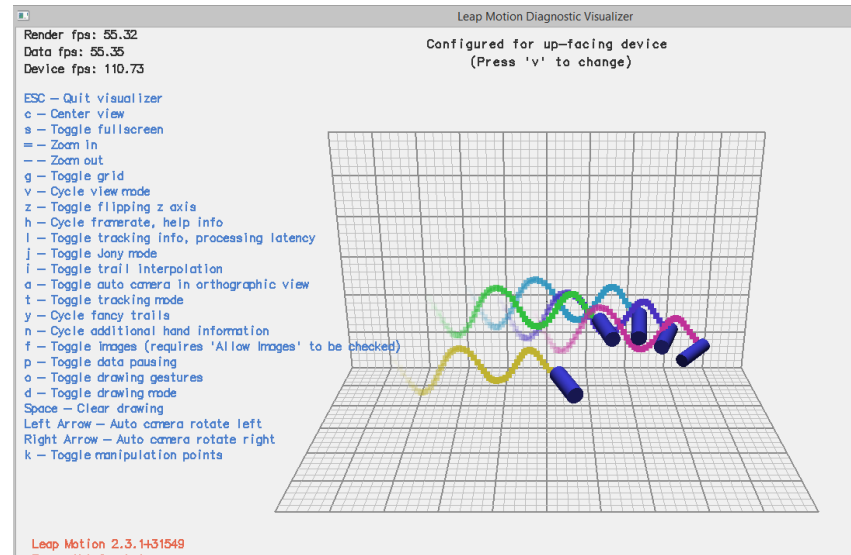 Leap Motion Diagnostic Visualizer
Render fps: 55.32
Data fps: 55.35
Device fps: 110.73
Configured for up-facing device
(Press 'v' to change)
ESC – Quit visualizer
c – Center view
s – Toggle fullscreen
= – Zoom in
– – Zoom out
g – Toggle grid
v – Cycle view mode
z – Toggle flipping z axis
h – Cycle framerate, help info
l – Toggle tracking info, processing latency
j – Toggle Jony mode
i – Toggle trail interpolation
a – Toggle auto camera in orthographic view
t – Toggle tracking mode
y – Cycle fancy trails
n – Cycle additional hand information
f – Toggle images (requires 'Allow Images' to be checked)
p – Toggle data pausing
o – Toggle drawing gestures
d – Toggle drawing mode
Space – Clear drawing
Left Arrow – Auto camera rotate left
Right Arrow – Auto camera rotate right
k – Toggle manipulation points
Leap Motion 2.3.1+31549